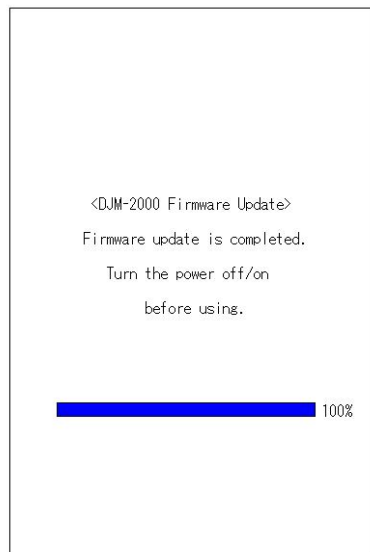 <DJM-2000 Firmware Update>
Firmware update is completed.
Turn the power off/on
before using.
100%